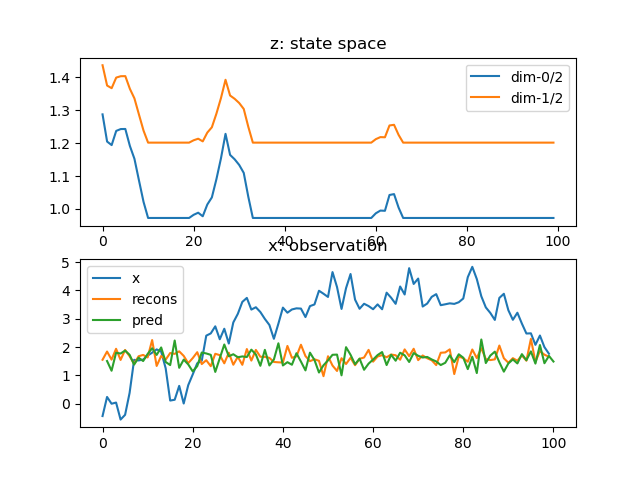 z: state space
1.4
1.3
1.2
1.1
1.0
dim-0/2
dim-1/2
0 20 40 60 80 100
x: observation
5
4
3
2
1
0
x
recons
pred
0 20 40 60 80 100